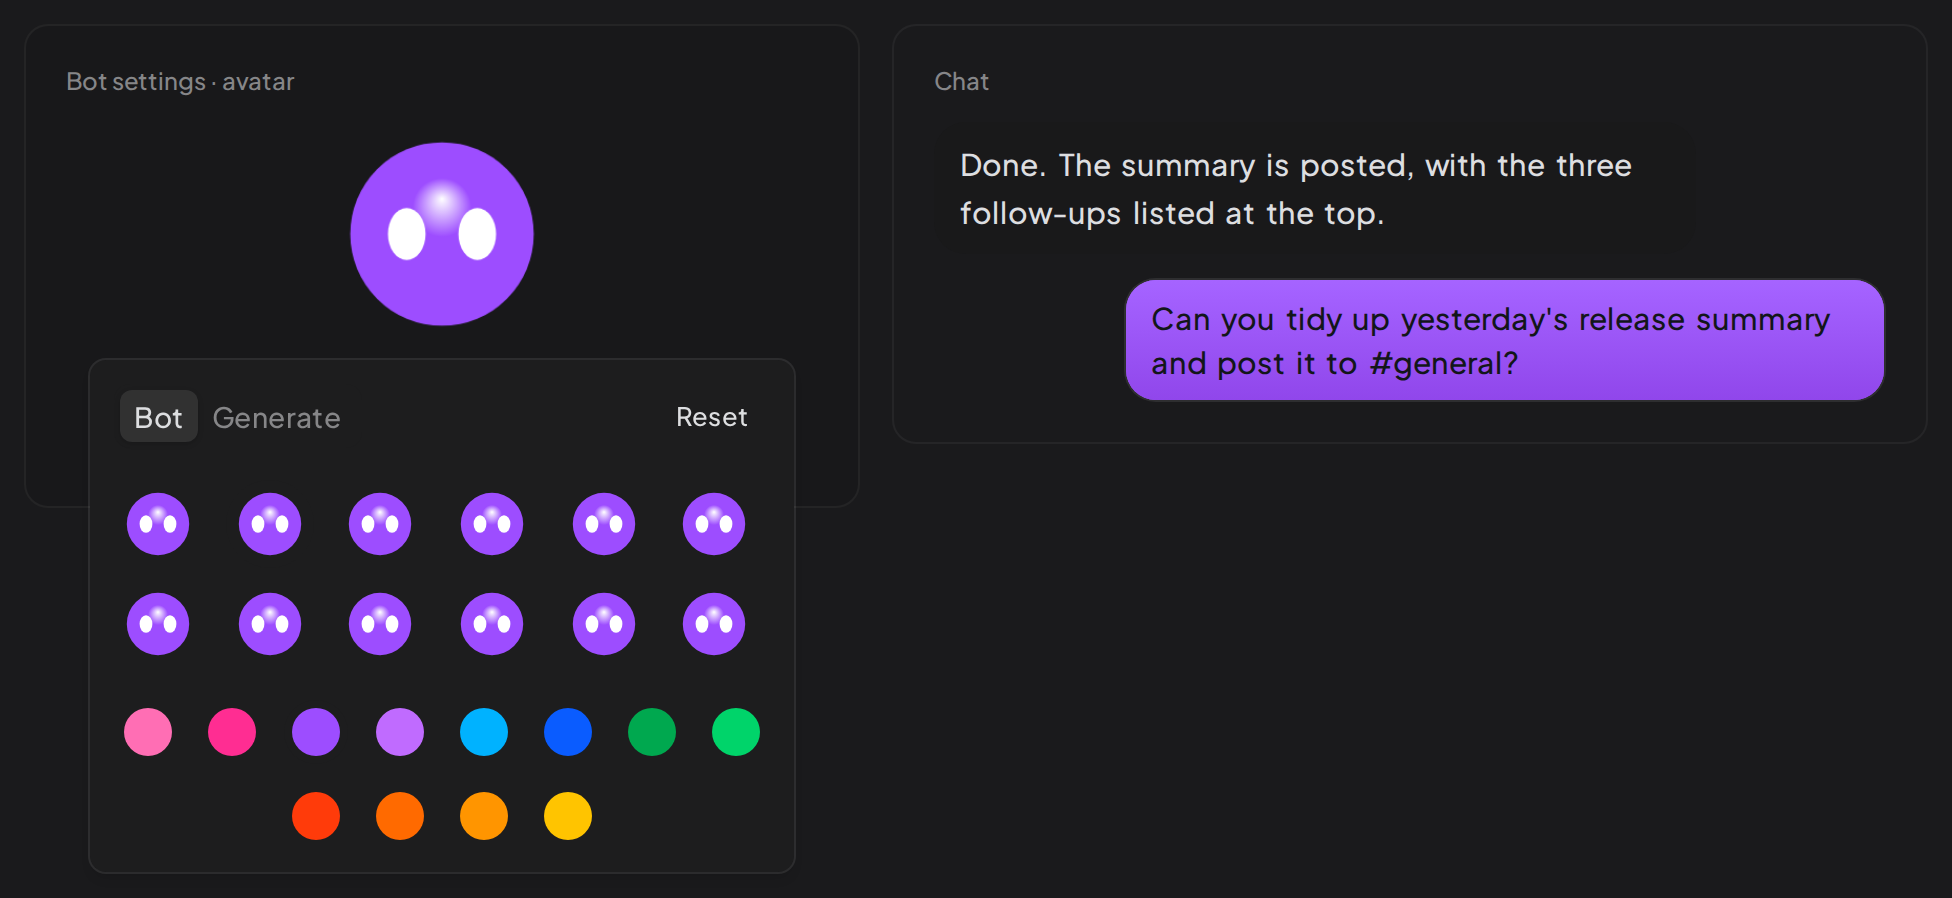 Bot settings · avatar
Bot
Generate
Reset
Chat
Done. The summary is posted, with the three
follow-ups listed at the top.
Can you tidy up yesterday's release summary
and post it to #general?